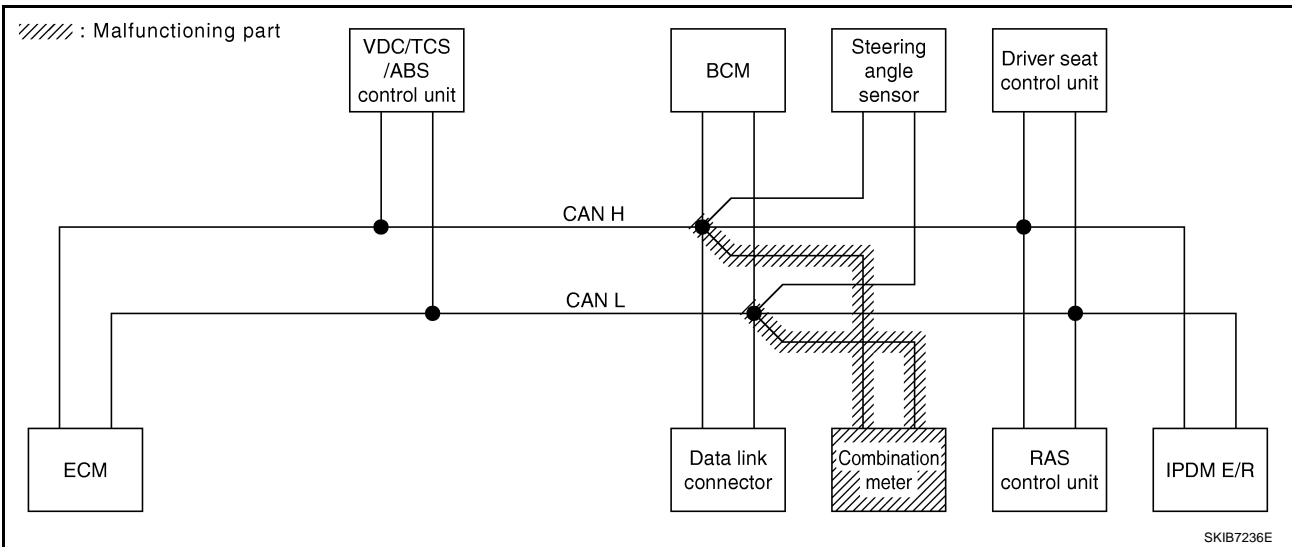 : Malfunctioning part
VDC/TCS
/ABS
control unit
BCM
Steering
angle
sensor
Driver seat
control unit
CAN H
CAN L
ECM
Data link
connector
Combination
meter
RAS
control unit
IPDM E/R
SKIB7236E